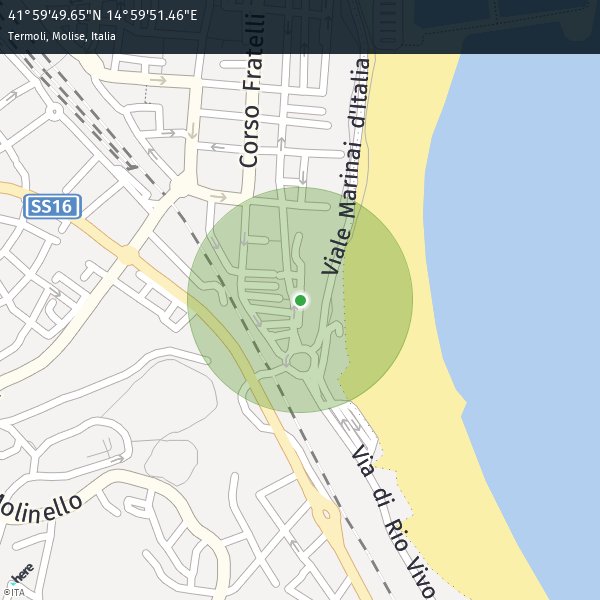 41°59'49.65"N 14°59'51.46"E
Termoli, Molise, Italia
Corso Fratelli
Viale Marinai d'Italia
SS16
Via di Rio Vivo
Molinello
here
©ITA